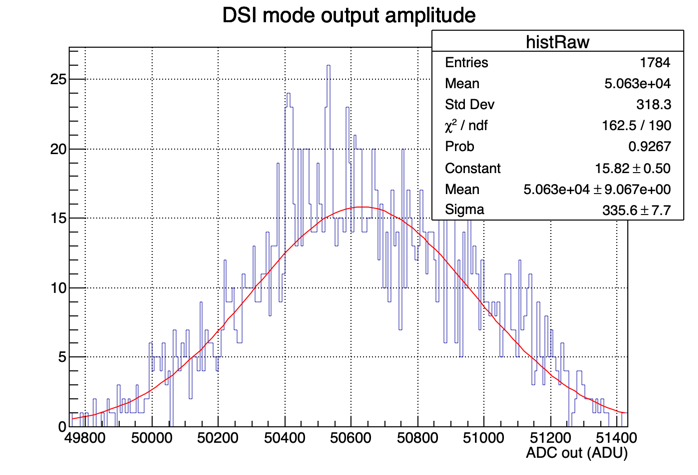 DSI mode output amplitude
histRaw
Entries 1784
Mean 5.063e+04
Std Dev 318.3
χ² / ndf 162.5 / 190
Prob 0.9267
Constant 15.82 ± 0.50
Mean 5.063e+04 ± 9.067e+00
Sigma 335.6 ± 7.7
25
20
15
10
5
0
49800 50000 50200 50400 50600 50800 51000 51200 51400
ADC out (ADU)